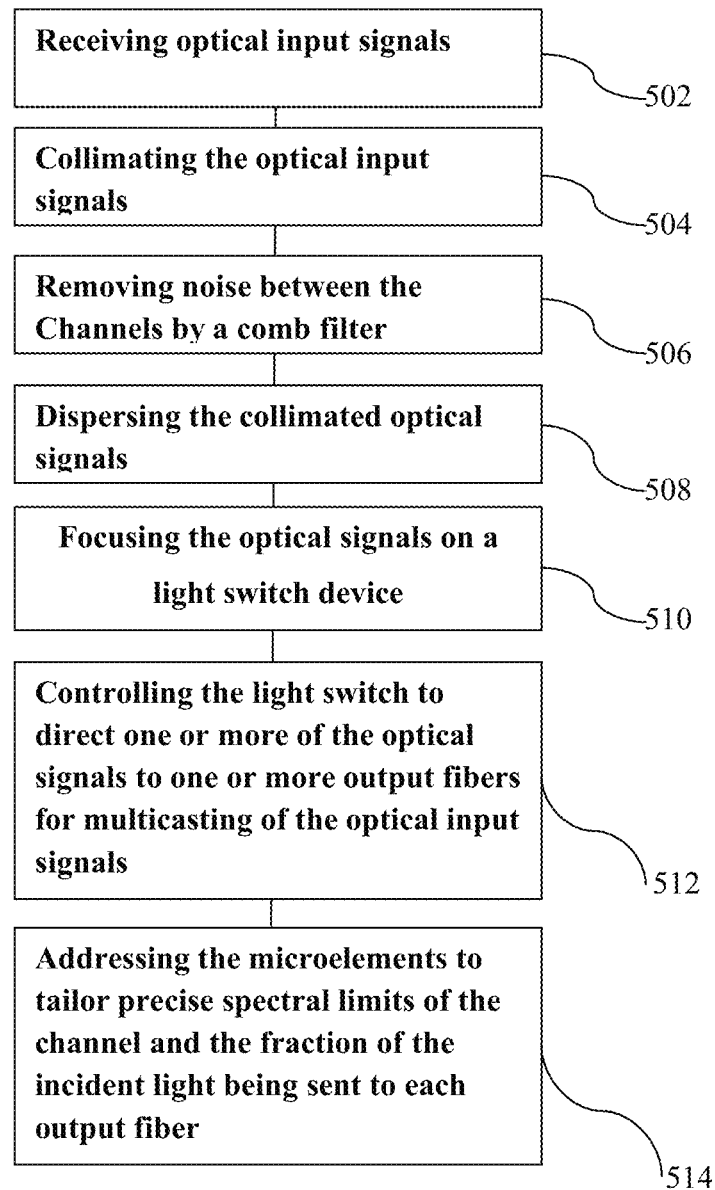 Receiving optical input signals
502
Collimating the optical input
signals
504
Removing noise between the
Channels by a comb filter
506
Dispersing the collimated optical
signals
508
Focusing the optical signals on a
light switch device
510
Controlling the light switch to
direct one or more of the optical
signals to one or more output fibers
for multicasting of the optical input
signals
512
Addressing the microelements to
tailor precise spectral limits of the
channel and the fraction of the
incident light being sent to each
output fiber
514